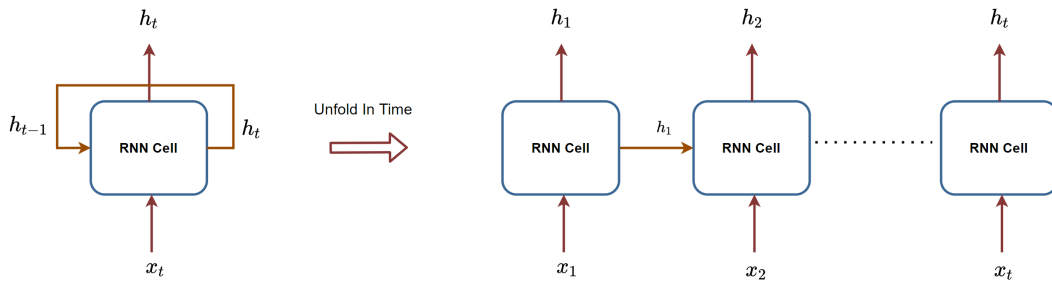 h_t
h_{t-1}
RNN Cell
h_t
x_t
Unfold In Time
h_1
h_2
h_t
RNN Cell
h_1
RNN Cell
RNN Cell
x_1
x_2
x_t